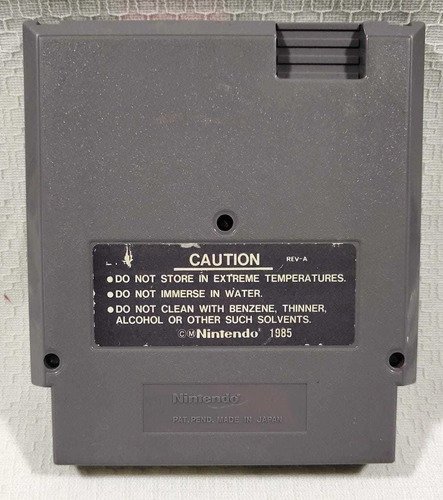 CAUTION REV-A
● DO NOT STORE IN EXTREME TEMPERATURES.
● DO NOT IMMERSE IN WATER.
● DO NOT CLEAN WITH BENZENE, THINNER,
ALCOHOL OR OTHER SUCH SOLVENTS.
©Ⓜ Nintendo® 1985
Nintendo®
PAT. PEND. MADE IN JAPAN